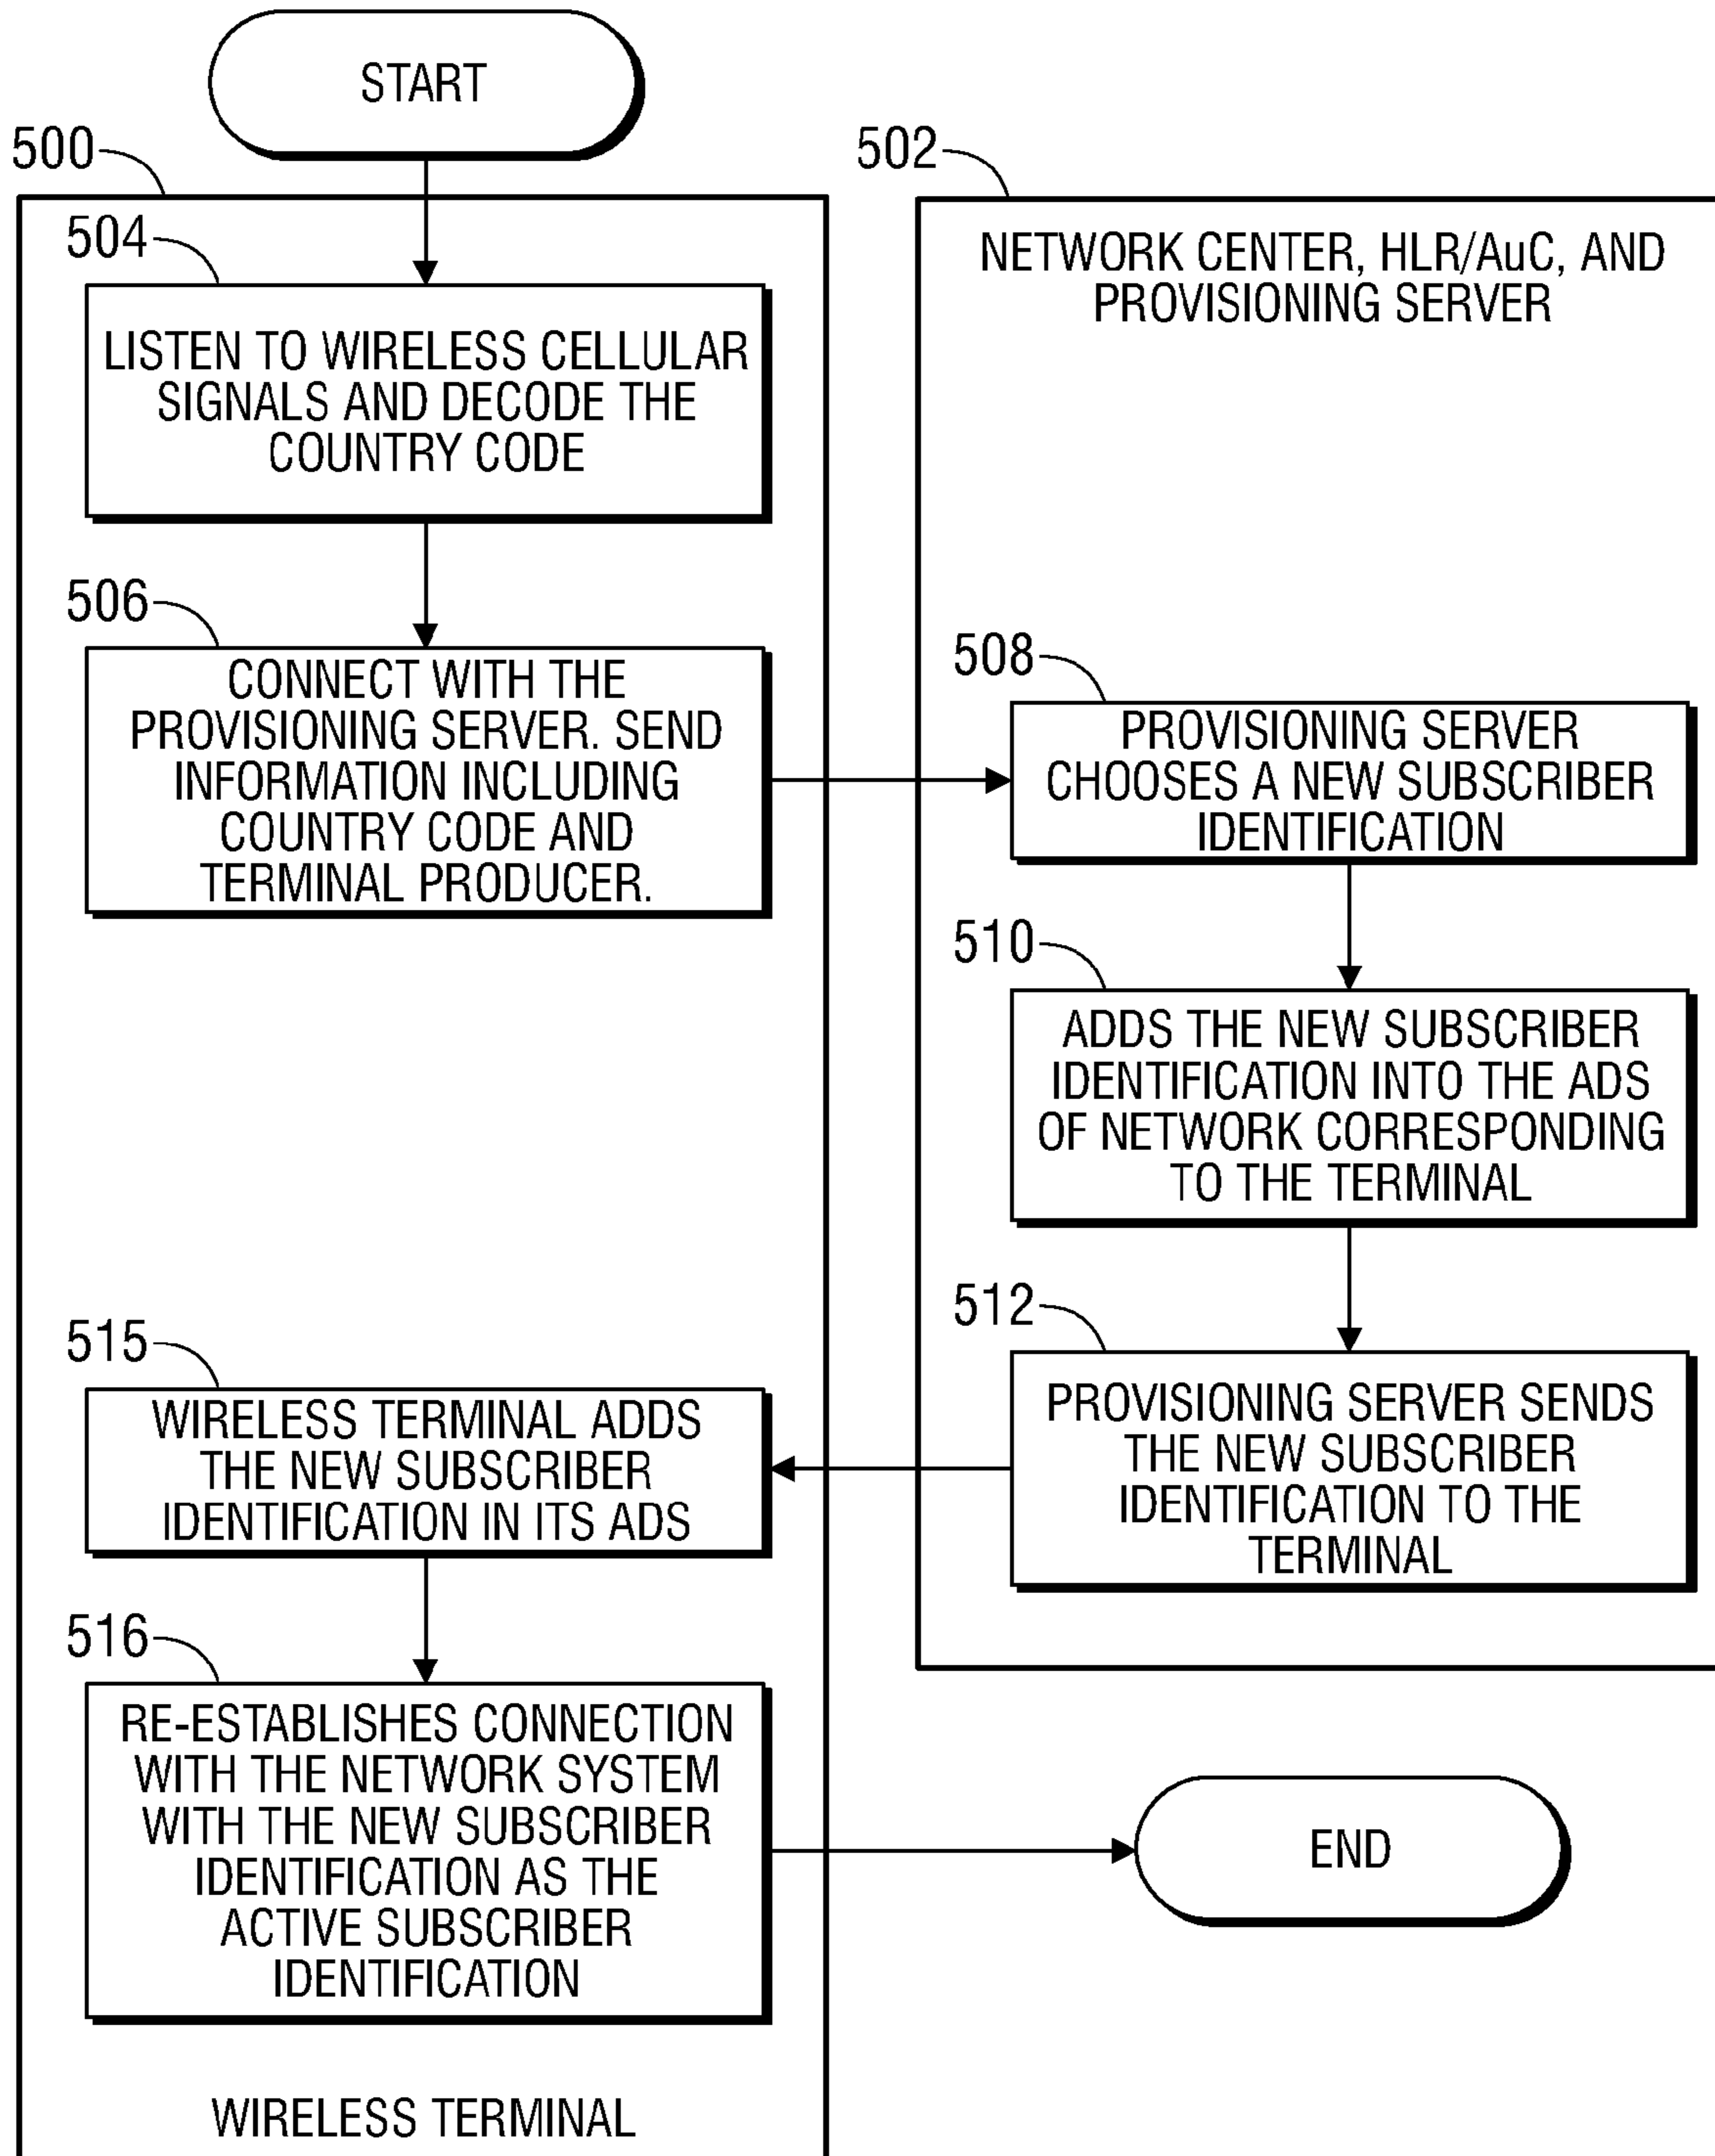 START
500
502
504
NETWORK CENTER, HLR/AuC, AND
PROVISIONING SERVER
LISTEN TO WIRELESS CELLULAR
SIGNALS AND DECODE THE
COUNTRY CODE
506
CONNECT WITH THE
PROVISIONING SERVER. SEND
INFORMATION INCLUDING
COUNTRY CODE AND
TERMINAL PRODUCER.
508
PROVISIONING SERVER
CHOOSES A NEW SUBSCRIBER
IDENTIFICATION
510
ADDS THE NEW SUBSCRIBER
IDENTIFICATION INTO THE ADS
OF NETWORK CORRESPONDING
TO THE TERMINAL
512
PROVISIONING SERVER SENDS
THE NEW SUBSCRIBER
IDENTIFICATION TO THE
TERMINAL
515
WIRELESS TERMINAL ADDS
THE NEW SUBSCRIBER
IDENTIFICATION IN ITS ADS
516
RE-ESTABLISHES CONNECTION
WITH THE NETWORK SYSTEM
WITH THE NEW SUBSCRIBER
IDENTIFICATION AS THE
ACTIVE SUBSCRIBER
IDENTIFICATION
END
WIRELESS TERMINAL